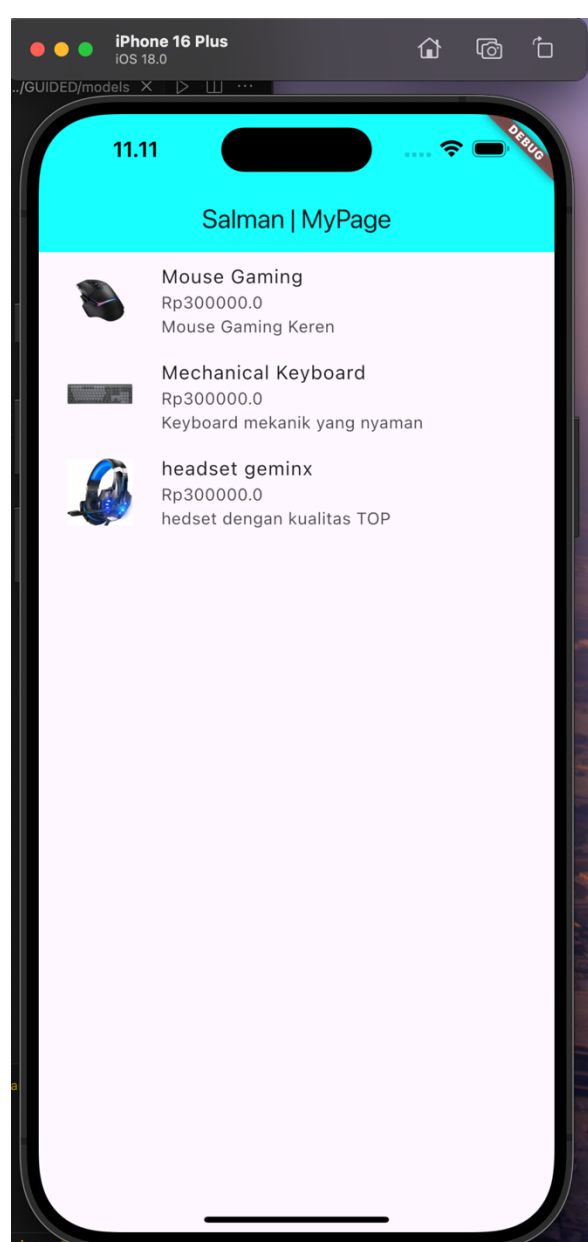 iPhone 16 Plus
iOS 18.0
../GUIDED/models
11.11
DEBUG
Salman | MyPage
Mouse Gaming
Rp300000.0
Mouse Gaming Keren
Mechanical Keyboard
Rp300000.0
Keyboard mekanik yang nyaman
headset geminx
Rp300000.0
hedset dengan kualitas TOP